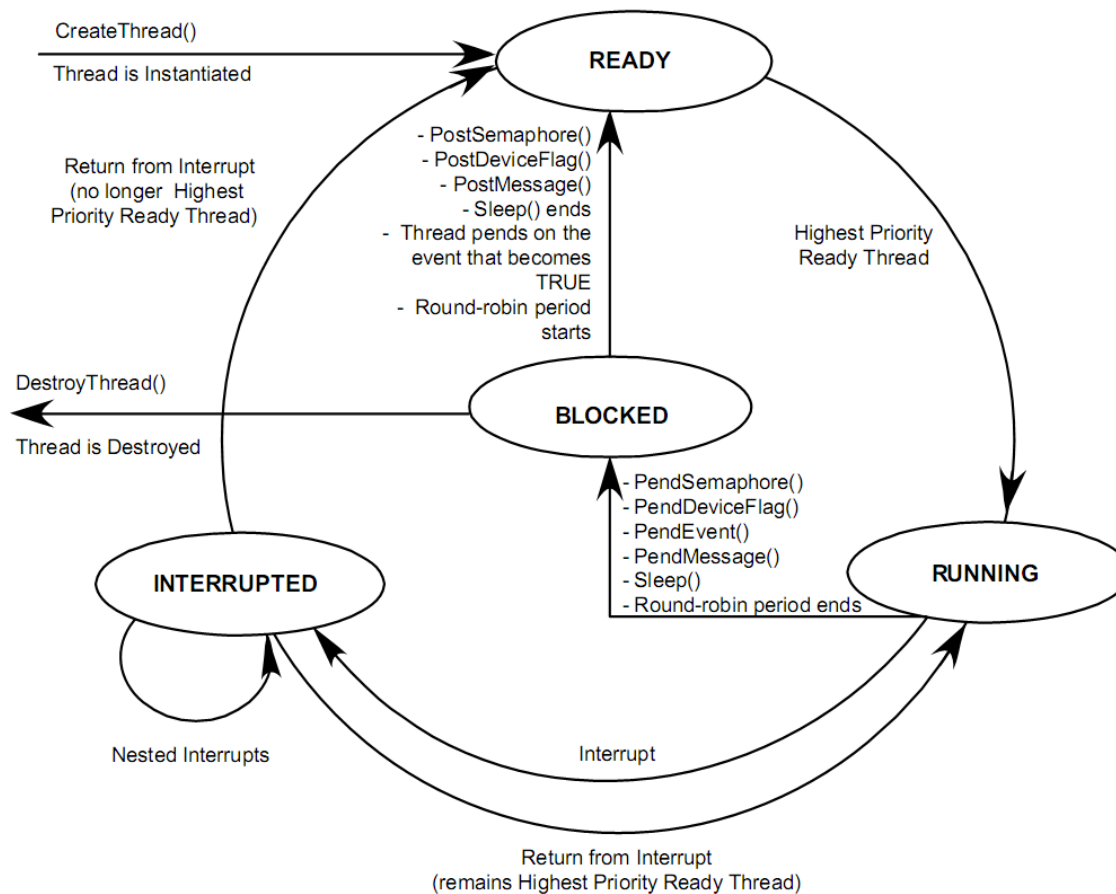 CreateThread()
Thread is Instantiated
READY
- PostSemaphore()
- PostDeviceFlag()
- PostMessage()
- Sleep() ends
- Thread pends on the
event that becomes
TRUE
- Round-robin period
starts
Return from Interrupt
(no longer Highest
Priority Ready Thread)
Highest Priority
Ready Thread
DestroyThread()
Thread is Destroyed
BLOCKED
- PendSemaphore()
- PendDeviceFlag()
- PendEvent()
- PendMessage()
- Sleep()
- Round-robin period ends
INTERRUPTED
RUNNING
Nested Interrupts
Interrupt
Return from Interrupt
(remains Highest Priority Ready Thread)